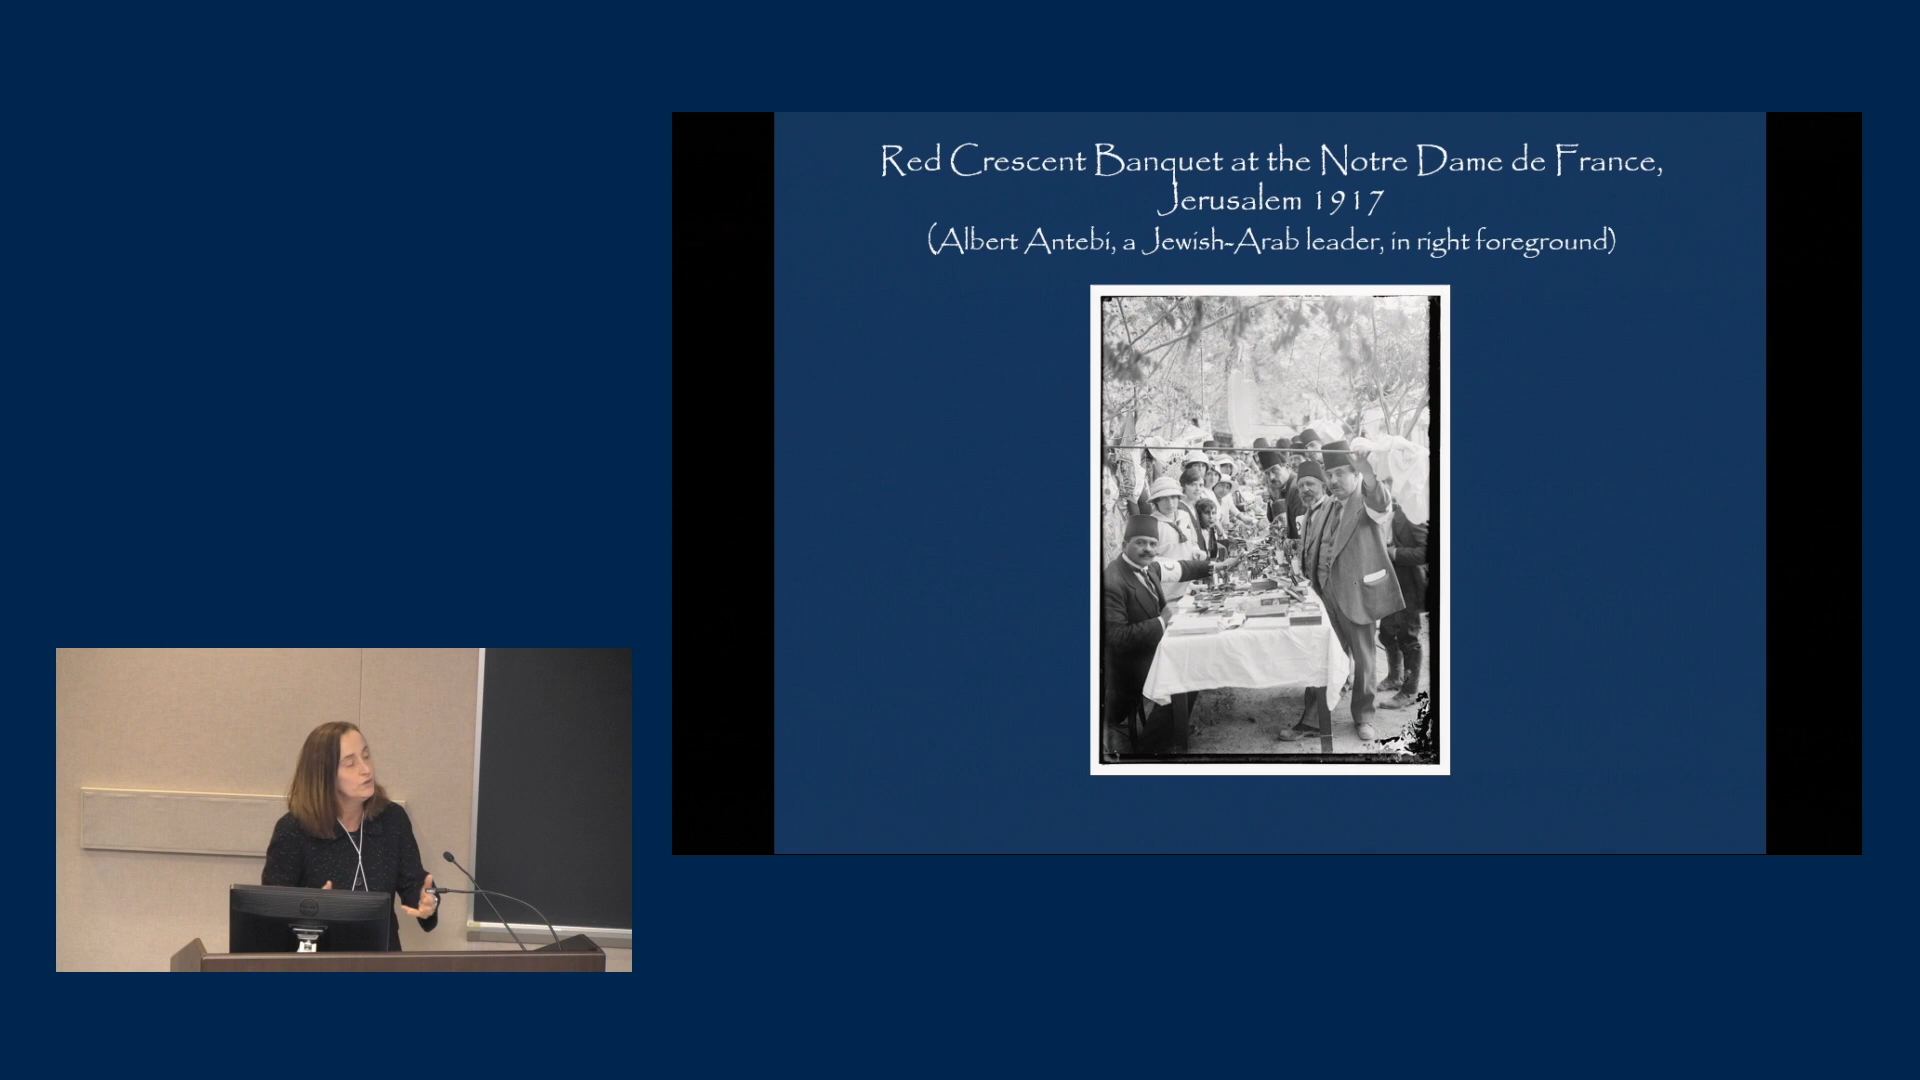 Red Crescent Banquet at the Notre Dame de France,
Jerusalem 1917
(Albert Antebi, a Jewish-Arab leader, in right foreground)